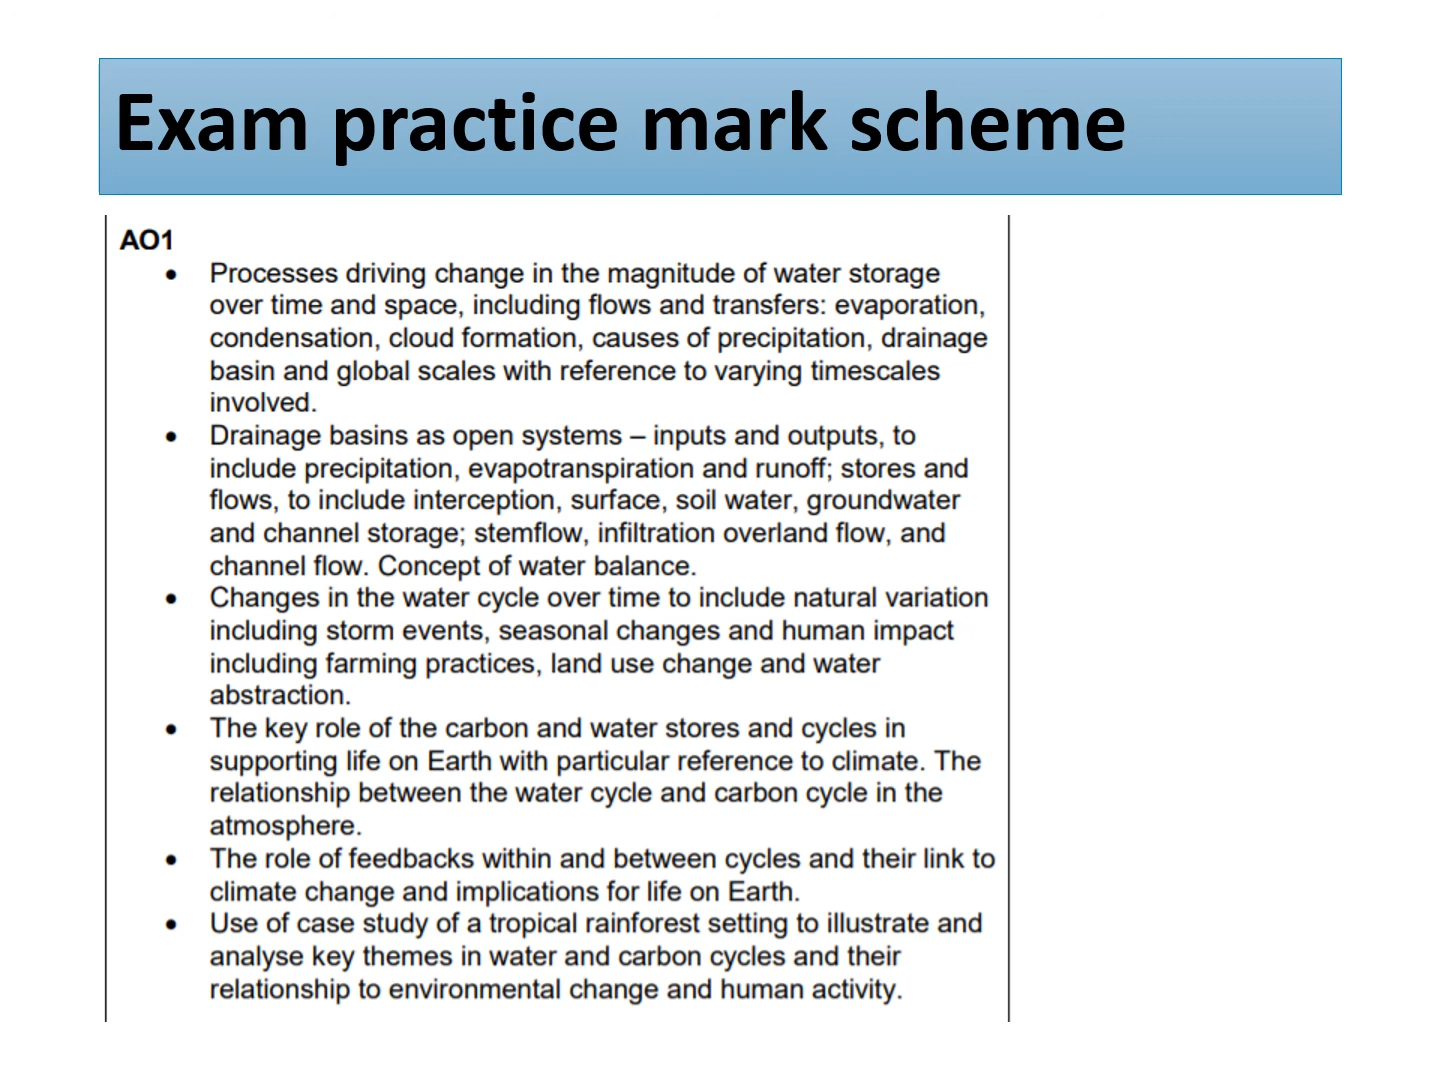 Exam practice mark scheme
AO1
• Processes driving change in the magnitude of water storage
over time and space, including flows and transfers: evaporation,
condensation, cloud formation, causes of precipitation, drainage
basin and global scales with reference to varying timescales
involved.
• Drainage basins as open systems – inputs and outputs, to
include precipitation, evapotranspiration and runoff; stores and
flows, to include interception, surface, soil water, groundwater
and channel storage; stemflow, infiltration overland flow, and
channel flow. Concept of water balance.
• Changes in the water cycle over time to include natural variation
including storm events, seasonal changes and human impact
including farming practices, land use change and water
abstraction.
• The key role of the carbon and water stores and cycles in
supporting life on Earth with particular reference to climate. The
relationship between the water cycle and carbon cycle in the
atmosphere.
• The role of feedbacks within and between cycles and their link to
climate change and implications for life on Earth.
• Use of case study of a tropical rainforest setting to illustrate and
analyse key themes in water and carbon cycles and their
relationship to environmental change and human activity.